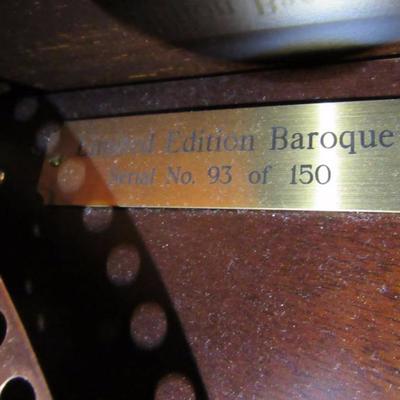 Limited Edition Baroque
Serial No. 93 of 150